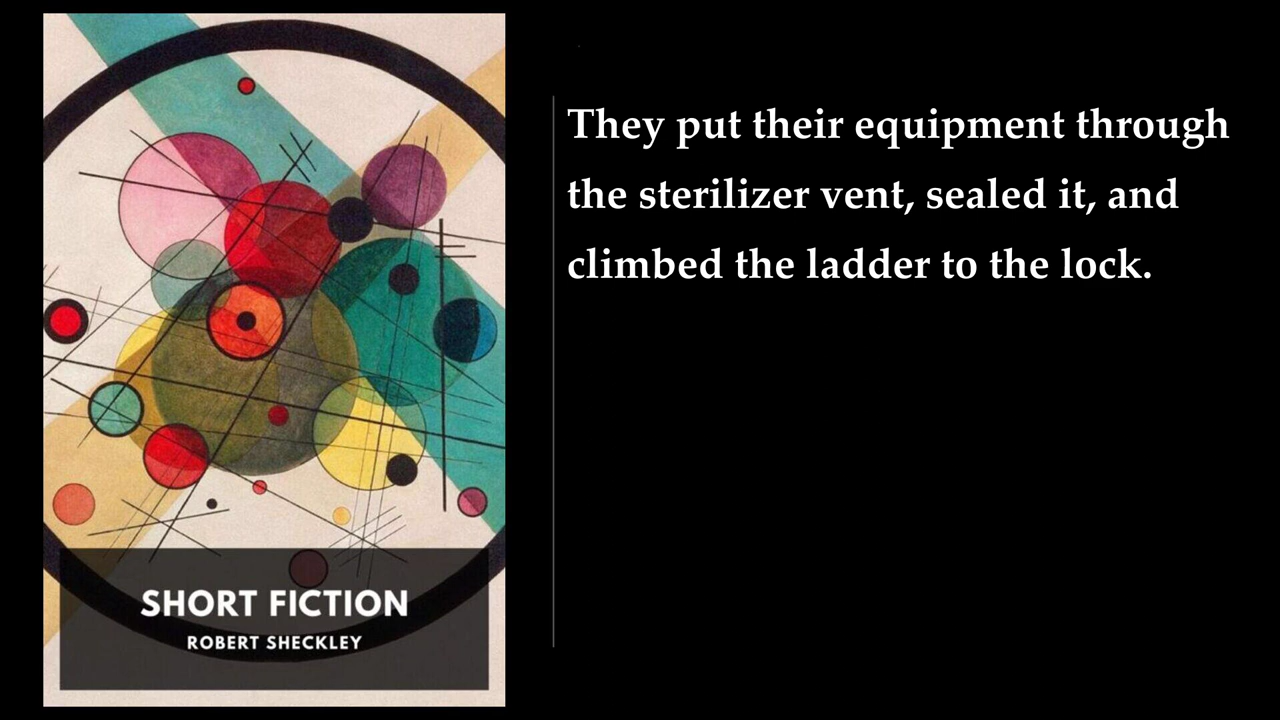 SHORT FICTION
ROBERT SHECKLEY
They put their equipment through
the sterilizer vent, sealed it, and
climbed the ladder to the lock.